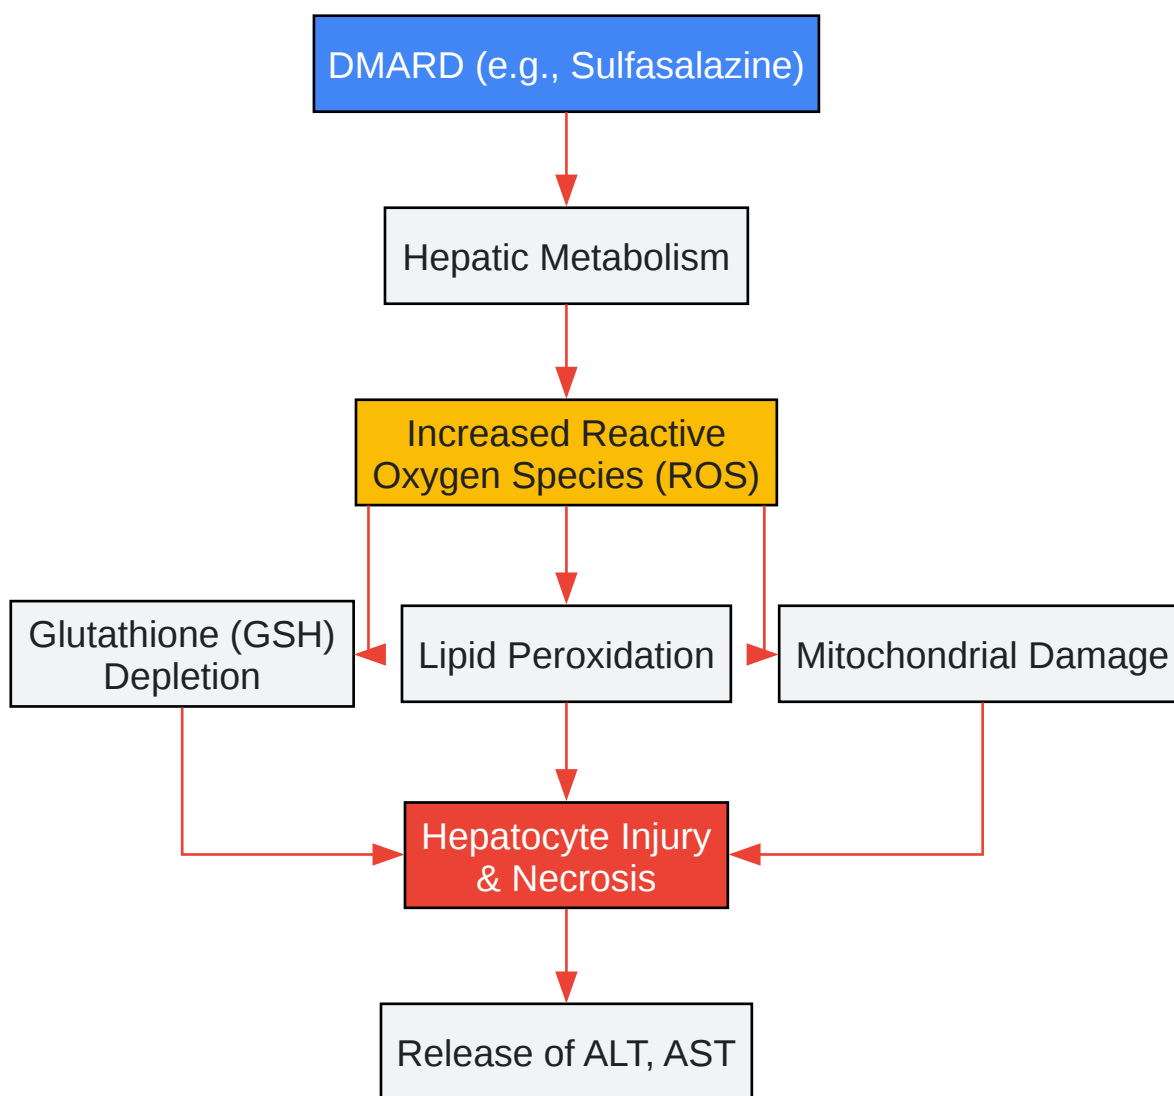 DMARD (e.g., Sulfasalazine)
Hepatic Metabolism
Increased Reactive
Oxygen Species (ROS)
Glutathione (GSH)
Depletion
Lipid Peroxidation
Mitochondrial Damage
Hepatocyte Injury
& Necrosis
Release of ALT, AST